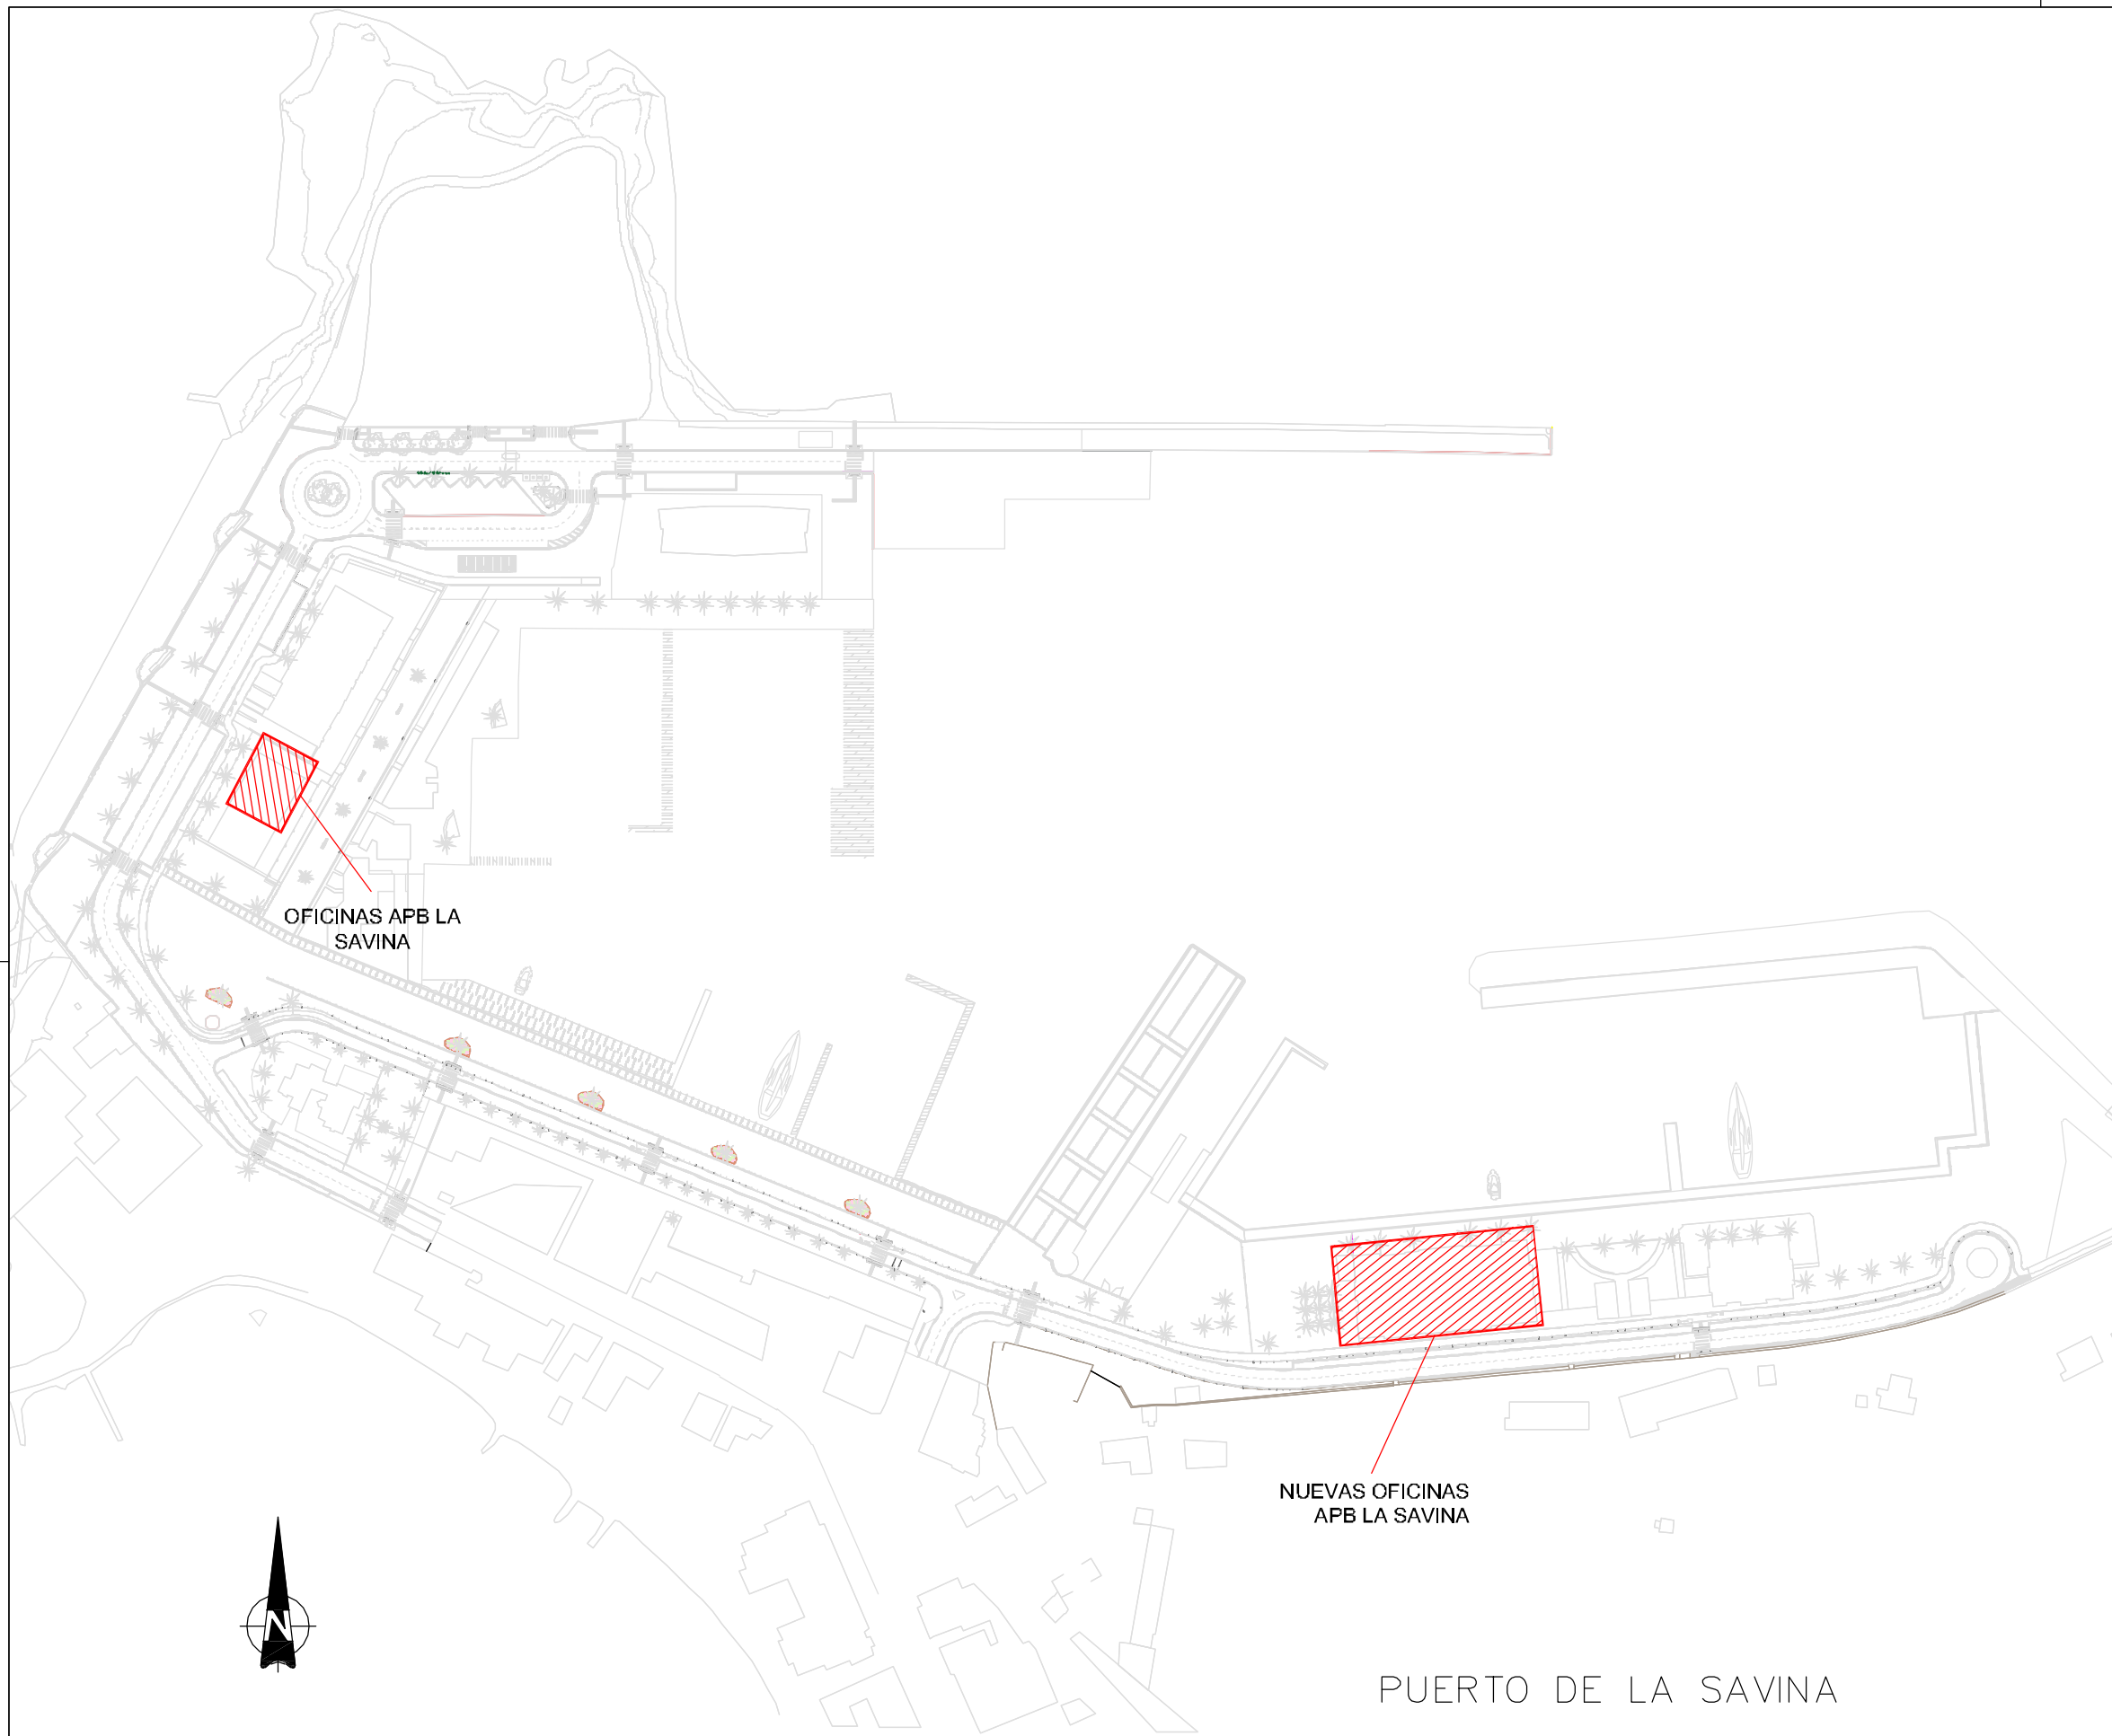 OFICINAS APB LA
SAVINA
NUEVAS OFICINAS
APB LA SAVINA
N
PUERTO DE LA SAVINA